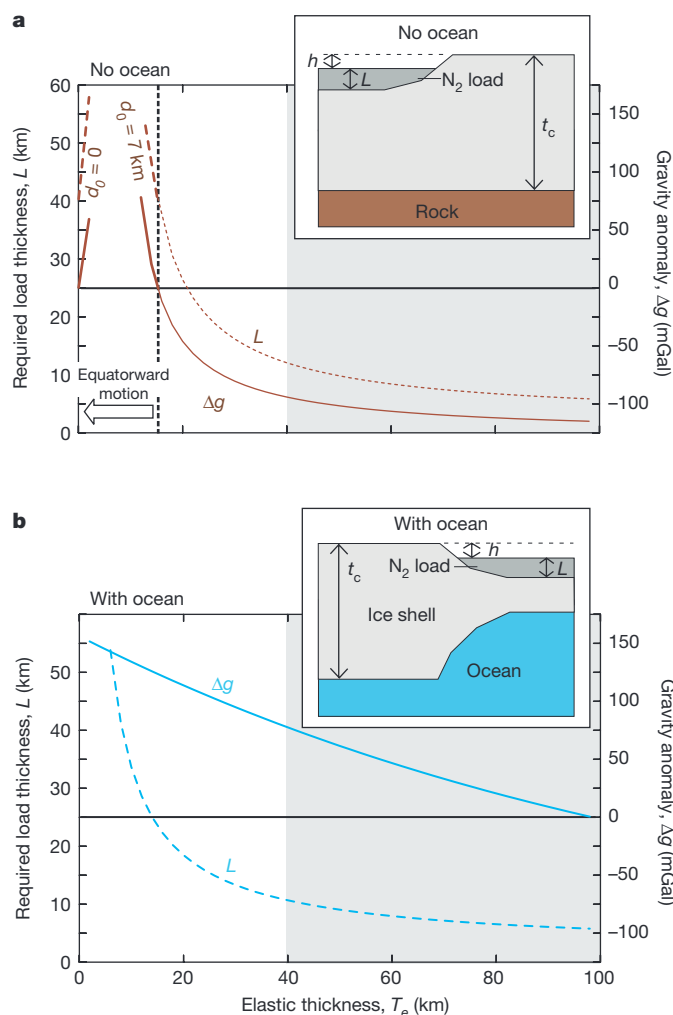 a
No ocean
h
L
N₂ load
t_c
Rock
No ocean
d₀ = 0
d₀ = 7 km
60
50
40
30
20
10
0
Required load thickness, L (km)
150
100
50
0
−50
−100
Gravity anomaly, Δg (mGal)
L
Δg
Equatorward
motion
b
With ocean
t_c
h
N₂ load
L
Ice shell
Ocean
With ocean
50
40
30
20
10
0
Required load thickness, L (km)
150
100
50
0
−50
−100
Gravity anomaly, Δg (mGal)
Δg
L
0
20
40
60
80
100
Elastic thickness, T_e (km)